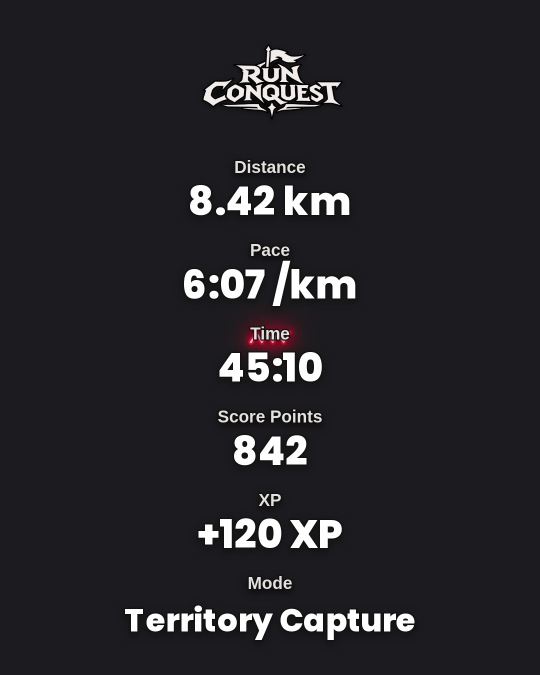 RUN
CONQUEST
Distance
8.42 km
Pace
6:07 /km
Time
45:10
Score Points
842
XP
+120 XP
Mode
Territory Capture